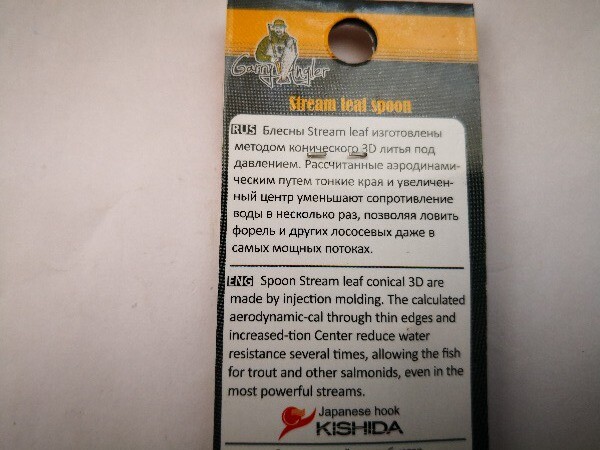 Garry Angler
Stream leaf spoon
RUS Блесны Stream leaf изготовлены
методом конического 3D литья под
давлением. Рассчитанные аэродинами-
ческим путем тонкие края и увеличен-
ный центр уменьшают сопротивление
воды в несколько раз, позволяя ловить
форель и других лососевых даже в
самых мощных потоках.
ENG Spoon Stream leaf conical 3D are
made by injection molding. The calculated
aerodynamic-cal through thin edges and
increased-tion Center reduce water
resistance several times, allowing the fish
for trout and other salmonids, even in the
most powerful streams.
Japanese hook
KISHIDA